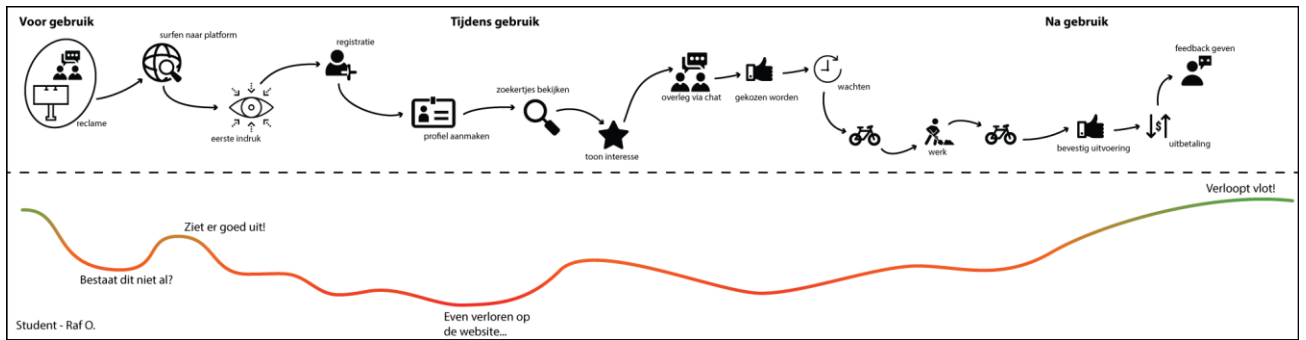 Voor gebruik
Tijdens gebruik
Na gebruik
reclame
surfen naar platform
eerste indruk
registratie
profiel aanmaken
zoekertjes bekijken
toon interesse
overleg via chat
gekozen worden
wachten
werk
bevestig uitvoering
$
uitbetaling
feedback geven
Bestaat dit niet al?
Ziet er goed uit!
Even verloren op
de website...
Verloopt vlot!
Student - Raf O.